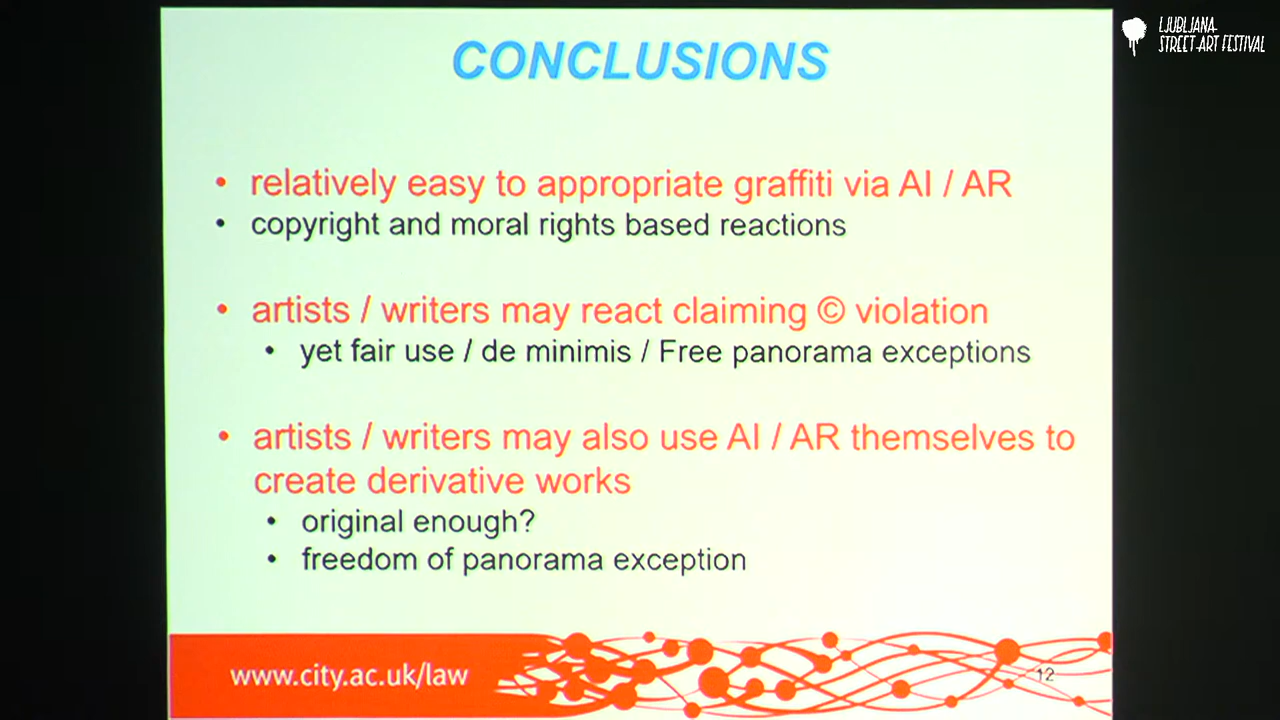 LJUBLJANA
STREET ART FESTIVAL
CONCLUSIONS
• relatively easy to appropriate graffiti via AI / AR
• copyright and moral rights based reactions
• artists / writers may react claiming © violation
• yet fair use / de minimis / Free panorama exceptions
• artists / writers may also use AI / AR themselves to
create derivative works
• original enough?
• freedom of panorama exception
www.city.ac.uk/law
12